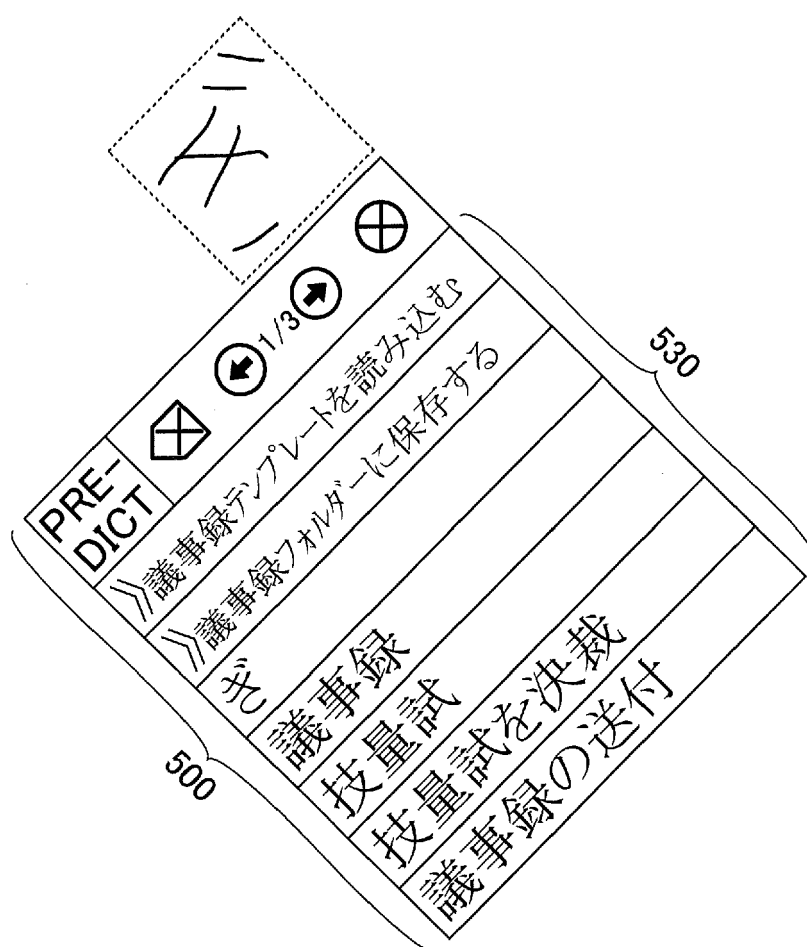 ぎ
PRE-
DICT
1/3
≫議事録テンプレートを読み込む
≫議事録フォルダーに保存する
ぎ
議事録
技量試
技量試を決裁
議事録の送付
500
530